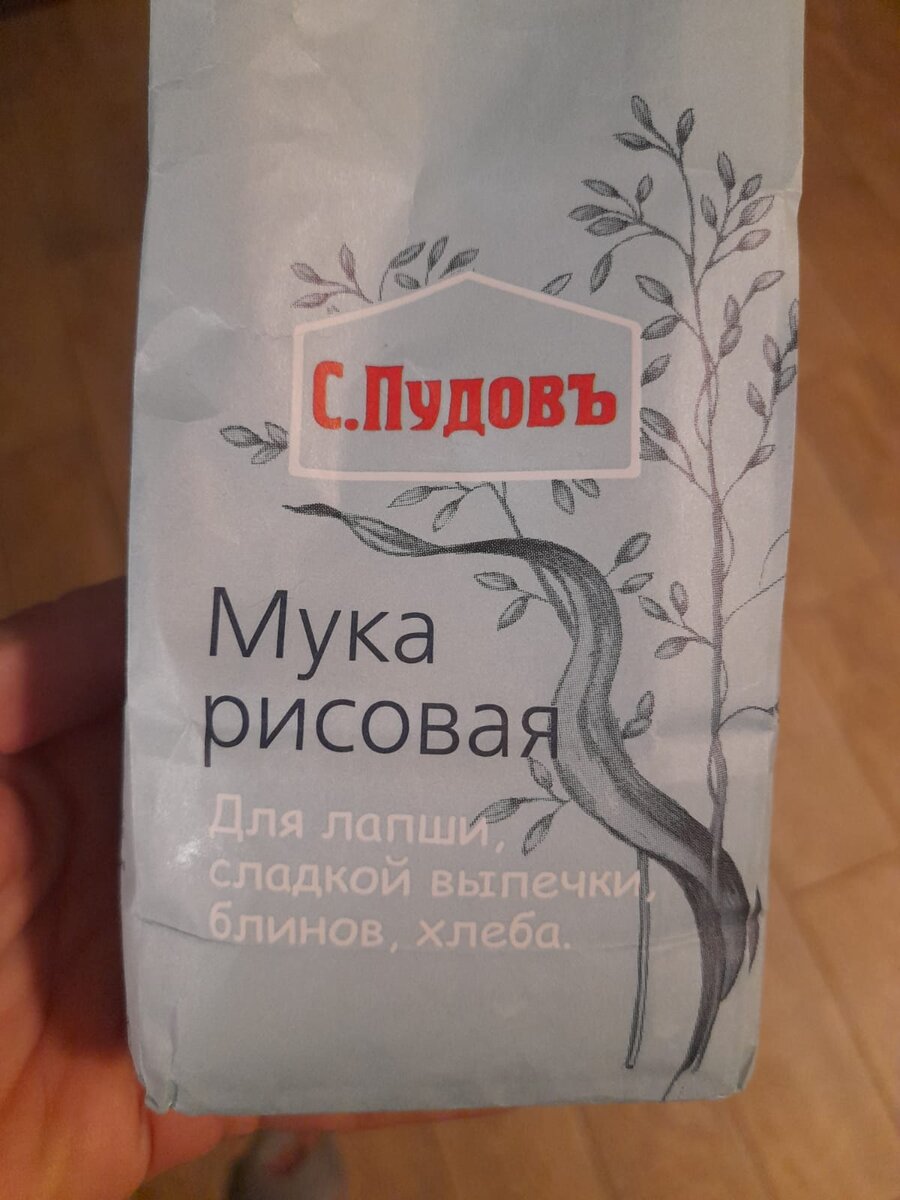 С.Пудовъ
Мука
рисовая
Для лапши,
сладкой выпечки,
блинов, хлеба.